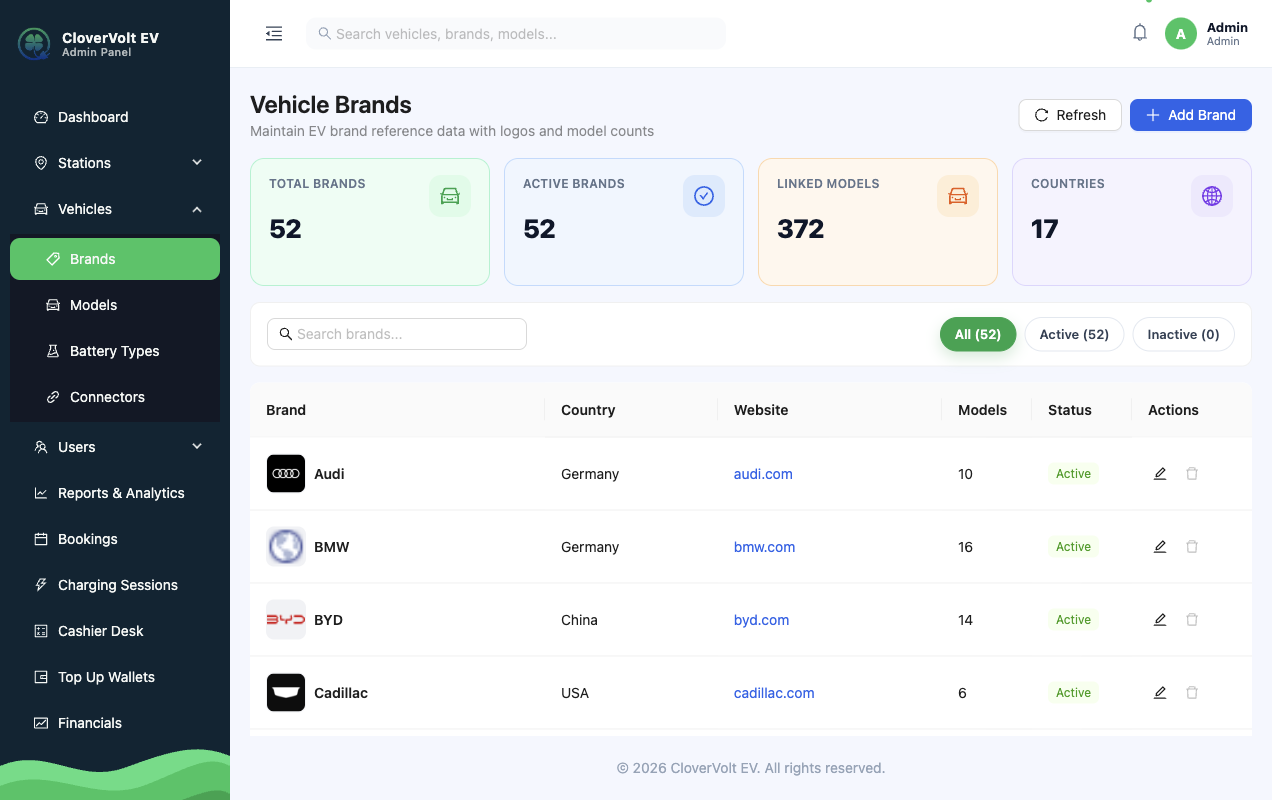 CloverVolt EV
Admin Panel
Search vehicles, brands, models...
A
Admin
Admin
Dashboard
Stations
Vehicles
Brands
Models
Battery Types
Connectors
Users
Reports & Analytics
Bookings
Charging Sessions
Cashier Desk
Top Up Wallets
Financials
Vehicle Brands
Maintain EV brand reference data with logos and model counts
Refresh
Add Brand
TOTAL BRANDS
52
ACTIVE BRANDS
52
LINKED MODELS
372
COUNTRIES
17
Search brands...
All (52)
Active (52)
Inactive (0)
Brand Country Website Models Status Actions
Audi Germany audi.com 10 Active
BMW Germany bmw.com 16 Active
BYD BYD China byd.com 14 Active
Cadillac USA cadillac.com 6 Active
© 2026 CloverVolt EV. All rights reserved.